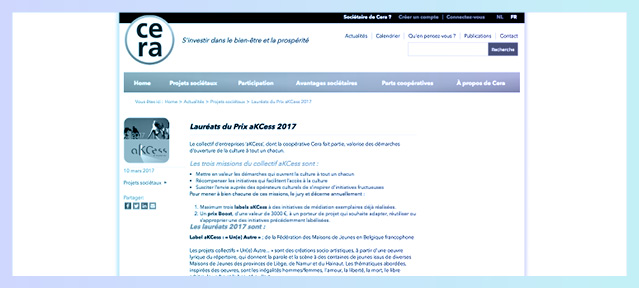 Sociétaire de Cera ? Créer un compte | Connectez-vous NL FR
cera
S'investir dans le bien-être et la prospérité
Actualités | Calendrier | Qu'en pensez vous ? | Publications | Contact
Recherche
Home Projets sociétaux Participation Avantages sociétaires Parts coopératives À propos de Cera
Vous êtes ici : Home > Actualités > Projets sociétaux > Lauréats du Prix aKCess 2017
Lauréats du Prix aKCess 2017
aKCess
Le collectif d'entreprises 'aKCess', dont la coopérative Cera fait partie, valorise des démarches
d'ouverture de la culture à tout un chacun.
Les trois missions du collectif aKCess sont :
13 mars 2017
• Mettre en valeur les démarches qui ouvrent la culture à tout un chacun
• Récompenser les initiatives qui facilitent l'accès à la culture
• Susciter l'envie auprès des opérateurs culturels de s'inspirer d'initiatives fructueuses
Projets sociétaux
Pour mener à bien chacune de ces missions, le jury et décerne annuellement :
Partager:
1. Maximum trois labels aKCess à des initiatives de médiation exemplaires déjà réalisées.
2. Un prix Boost, d'une valeur de 3000 €, à un porteur de projet qui souhaite adapter, réutiliser ou
s'approprier une des initiatives précédemment labellisées.
Les lauréats 2017 sont :
Label aKCess : « Un(e) Autre » : de la Fédération des Maisons de Jeunes en Belgique francophone
Les projets collectifs « Un(e) Autre... » sont des créations socio artistiques, à partir d'une oeuvre
lyrique du répertoire, qui donnent la parole et la scène à des centaines de jeunes issus de diverses
Maisons de Jeunes des provinces de Liège, de Namur et du Hainaut. Les thématiques abordées,
inspirées des oeuvres, sont les inégalités hommes/femmes, l'amour, la liberté, la mort, le libre